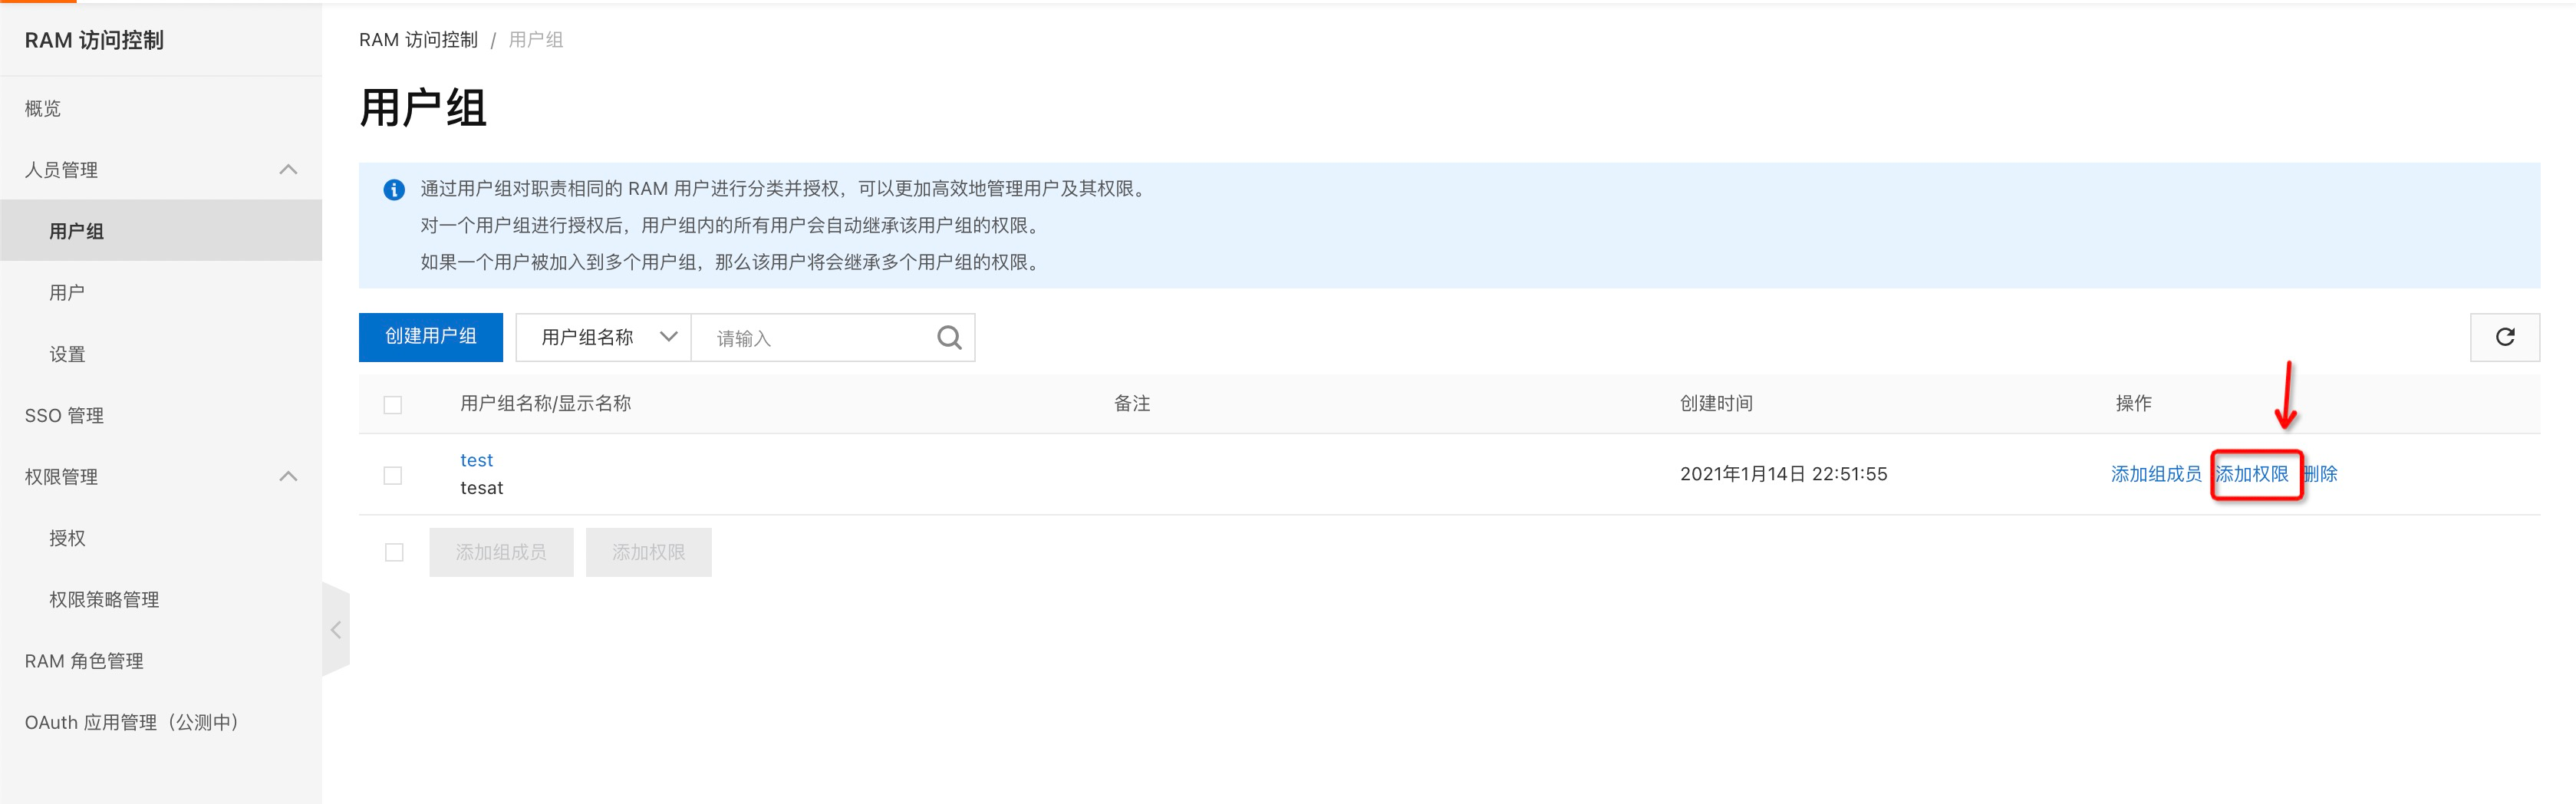 RAM 访问控制
概览
人员管理
用户组
用户
设置
SSO 管理
权限管理
授权
权限策略管理
RAM 角色管理
OAuth 应用管理（公测中）
RAM 访问控制 / 用户组
用户组
通过用户组对职责相同的 RAM 用户进行分类并授权，可以更加高效地管理用户及其权限。
对一个用户组进行授权后，用户组内的所有用户会自动继承该用户组的权限。
如果一个用户被加入到多个用户组，那么该用户将会继承多个用户组的权限。
创建用户组 用户组名称 请输入
用户组名称/显示名称 备注 创建时间 操作
test
tesat
2021年1月14日 22:51:55 添加组成员 添加权限 删除
添加组成员 添加权限